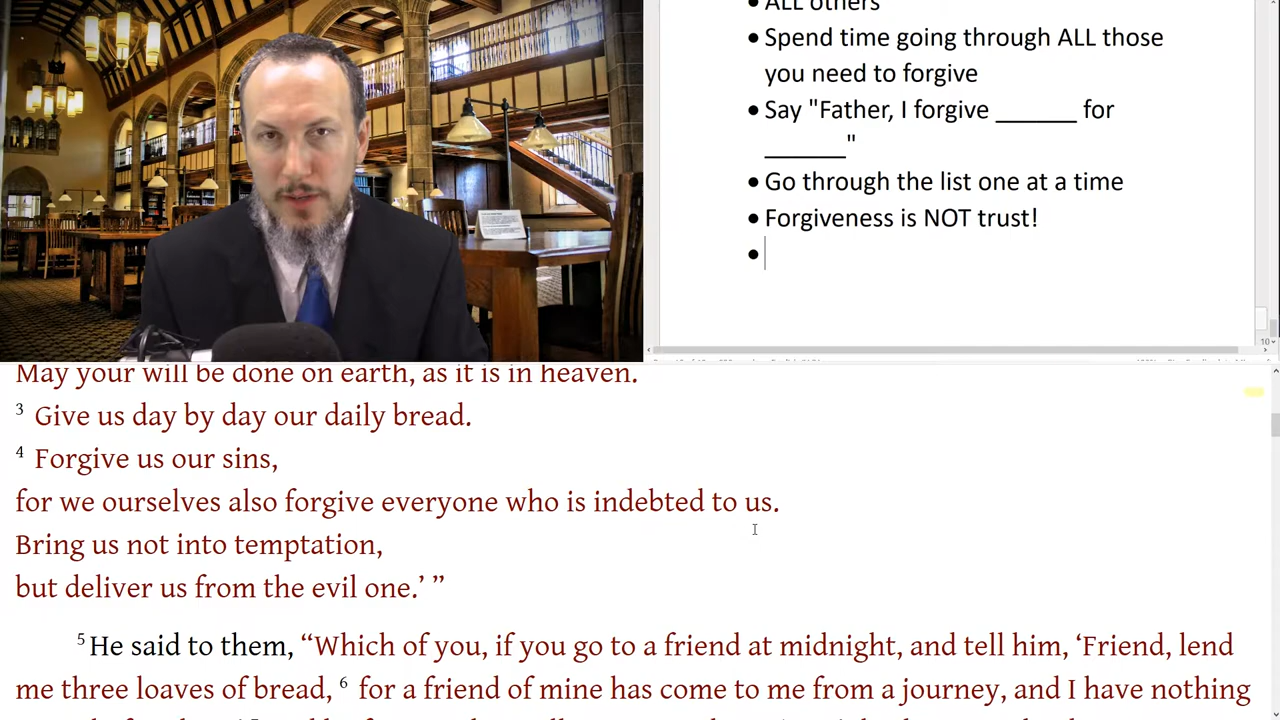 ALL others
• Spend time going through ALL those
you need to forgive
• Say "Father, I forgive ______ for
______"
• Go through the list one at a time
• Forgiveness is NOT trust!
•
May your will be done on earth, as it is in heaven.
3 Give us day by day our daily bread.
4 Forgive us our sins,
for we ourselves also forgive everyone who is indebted to us.
Bring us not into temptation,
but deliver us from the evil one.’ ”
5 He said to them, “Which of you, if you go to a friend at midnight, and tell him, ‘Friend, lend
me three loaves of bread, 6 for a friend of mine has come to me from a journey, and I have nothing